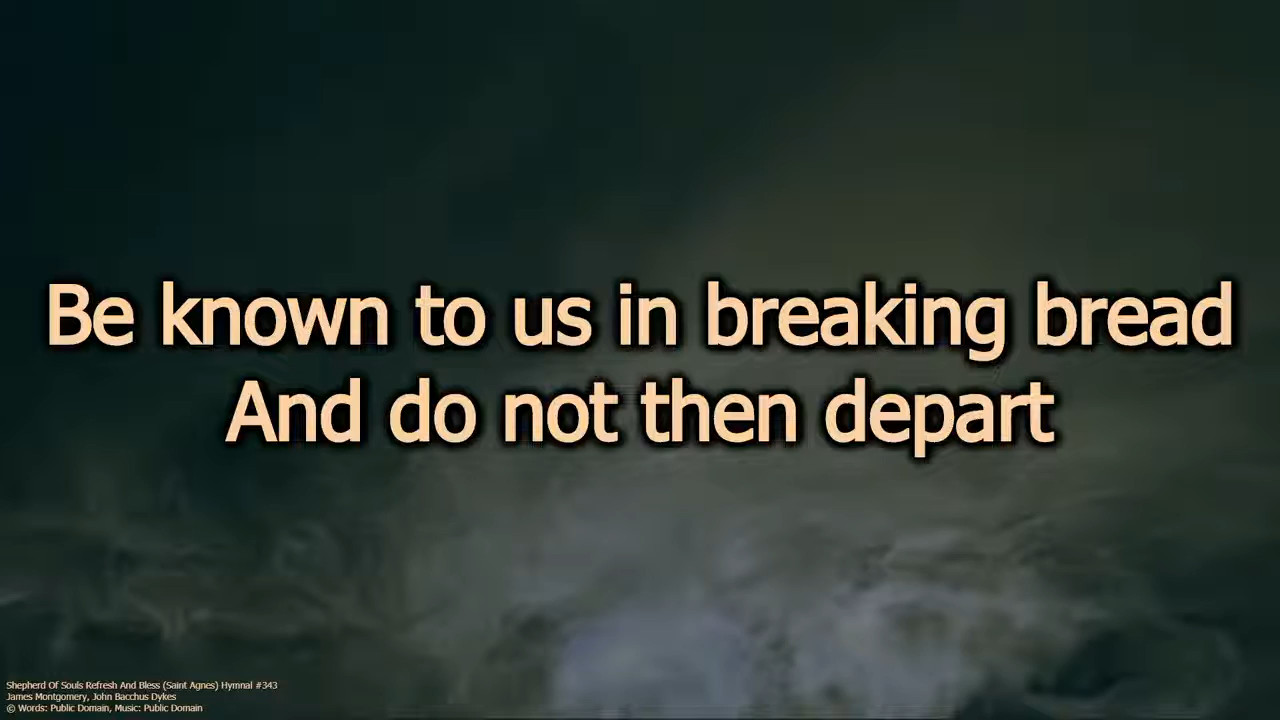 Be known to us in breaking bread
And do not then depart
Shepherd Of Souls Refresh And Bless (Saint Agnes) Hymnal #343
James Montgomery, John Bacchus Dykes
© Words: Public Domain, Music: Public Domain